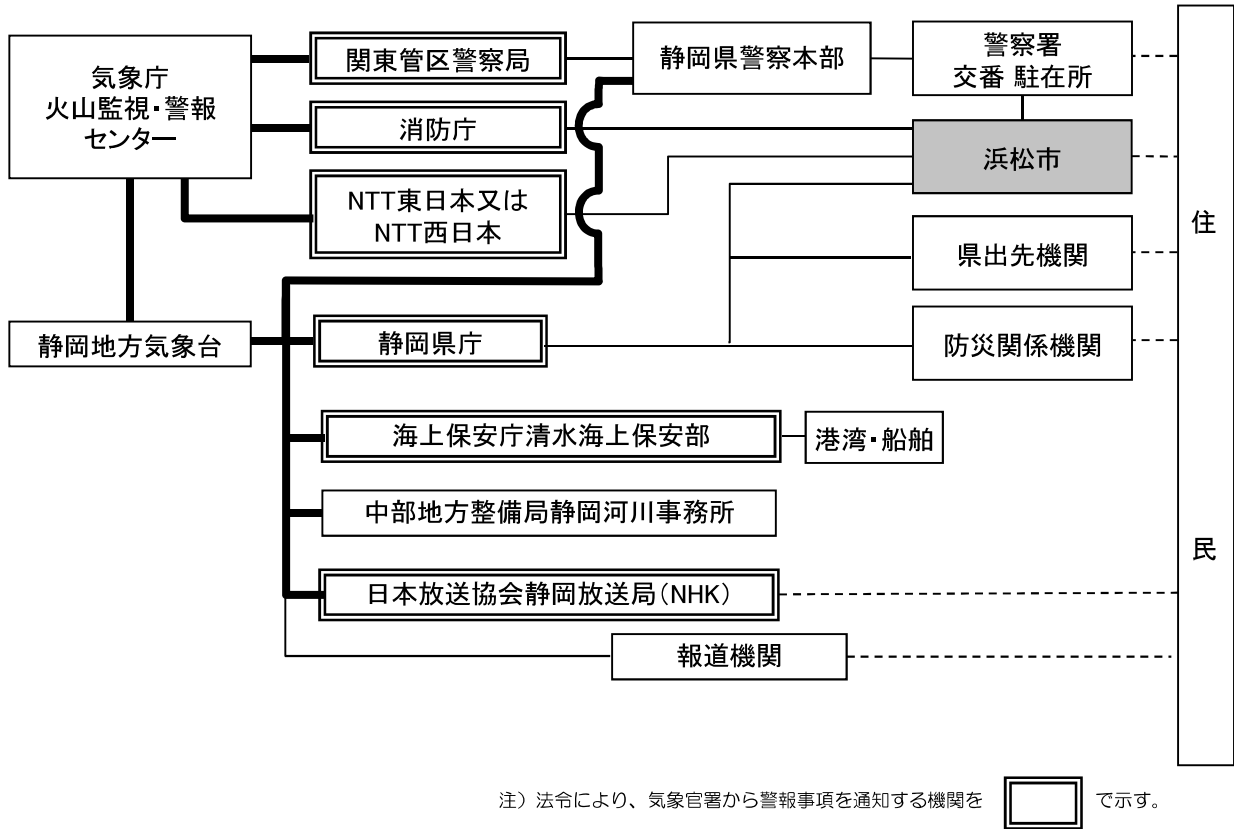 気象庁
火山監視・警報
センター
関東管区警察局
静岡県警察本部
警察署
交番 駐在所
消防庁
浜松市
NTT東日本又は
NTT西日本
県出先機関
静岡地方気象台
静岡県庁
防災関係機関
海上保安庁清水海上保安部
港湾・船舶
中部地方整備局静岡河川事務所
日本放送協会静岡放送局(NHK)
報道機関
住
民
注)法令により、気象官署から警報事項を通知する機関を で示す。